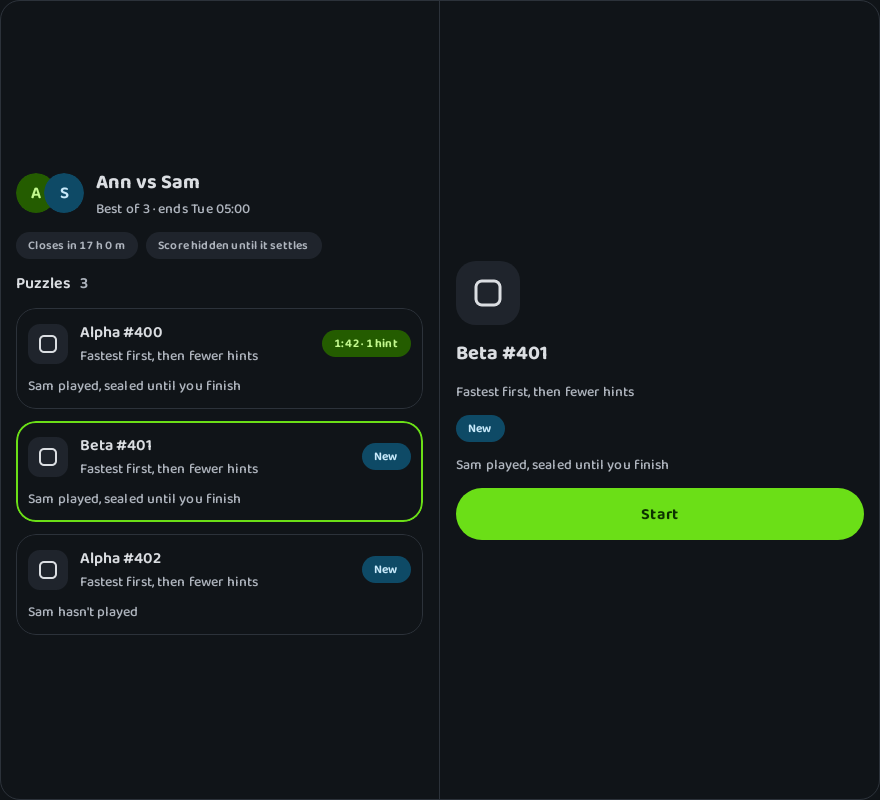 A
S
Ann vs Sam
Best of 3 · ends Tue 05:00
Closes in 17 h 0 m
Score hidden until it settles
Puzzles 3
Alpha #400
Fastest first, then fewer hints
1:42 · 1 hint
Sam played, sealed until you finish
Beta #401
Fastest first, then fewer hints
New
Sam played, sealed until you finish
Alpha #402
Fastest first, then fewer hints
New
Sam hasn't played
Beta #401
Fastest first, then fewer hints
New
Sam played, sealed until you finish
Start